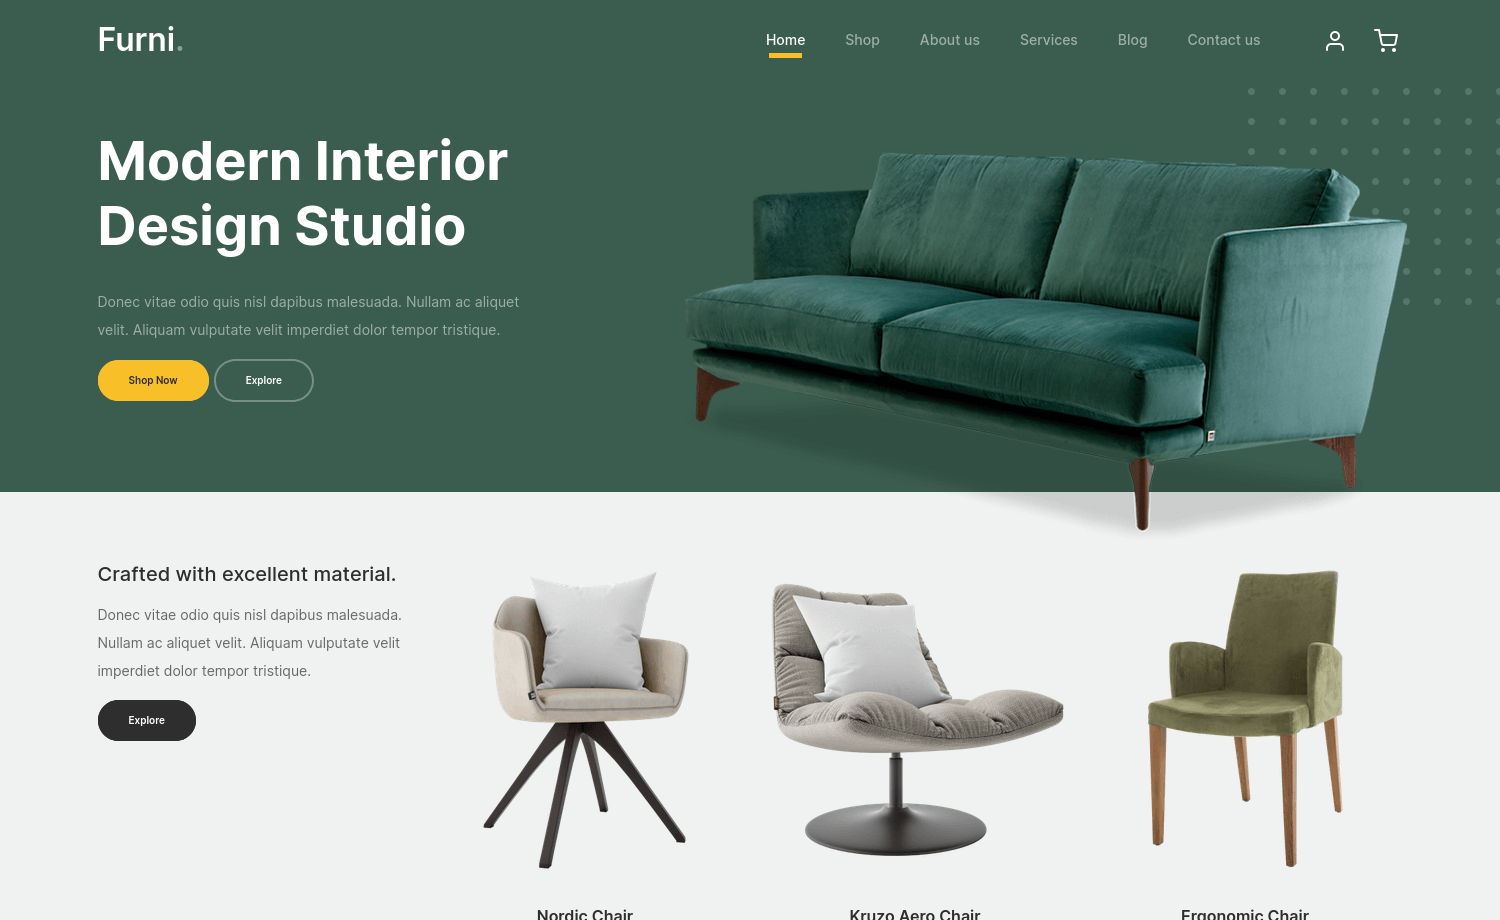 Furni.
Home Shop About us Services Blog Contact us
Modern Interior
Design Studio
Donec vitae odio quis nisl dapibus malesuada. Nullam ac aliquet
velit. Aliquam vulputate velit imperdiet dolor tempor tristique.
Shop Now Explore
Crafted with excellent material.
Donec vitae odio quis nisl dapibus malesuada.
Nullam ac aliquet velit. Aliquam vulputate velit
imperdiet dolor tempor tristique.
Explore
Nordic Chair Kruzo Aero Chair Ergonomic Chair